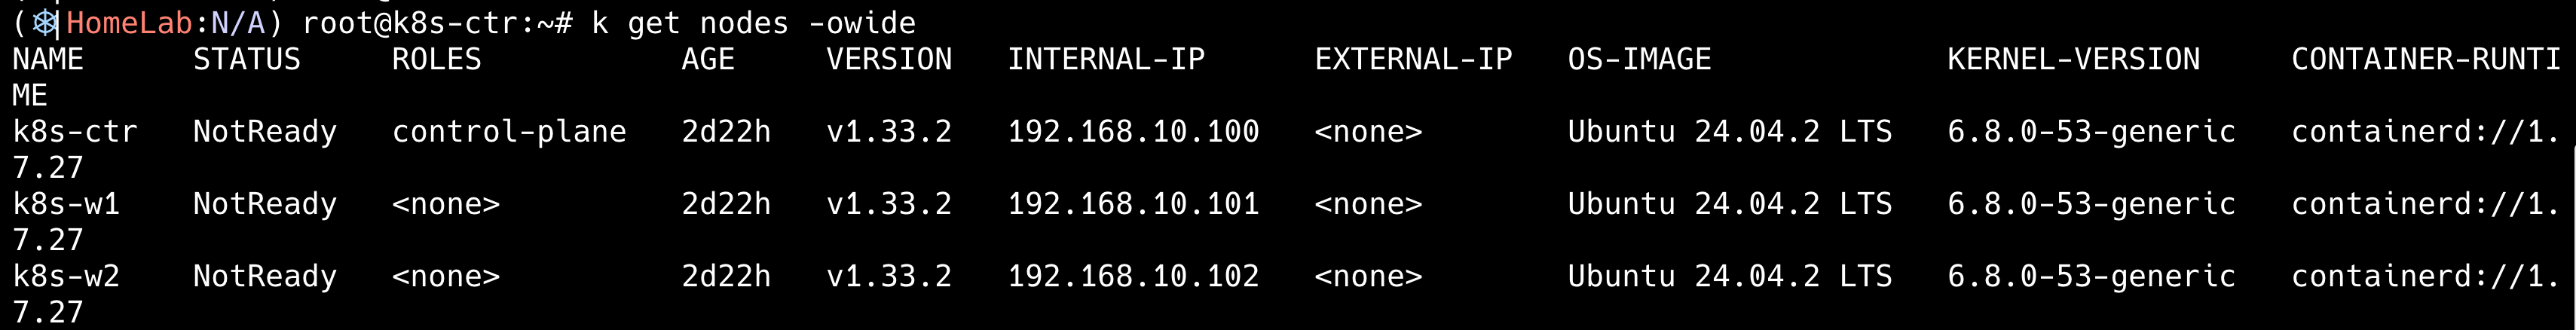 (⎈|HomeLab:N/A) root@k8s-ctr:~# k get nodes -owide
NAME      STATUS     ROLES           AGE     VERSION   INTERNAL-IP      EXTERNAL-IP   OS-IMAGE             KERNEL-VERSION     CONTAINER-RUNTI
ME
k8s-ctr   NotReady   control-plane   2d22h   v1.33.2   192.168.10.100   <none>        Ubuntu 24.04.2 LTS   6.8.0-53-generic   containerd://1.
7.27
k8s-w1    NotReady   <none>          2d22h   v1.33.2   192.168.10.101   <none>        Ubuntu 24.04.2 LTS   6.8.0-53-generic   containerd://1.
7.27
k8s-w2    NotReady   <none>          2d22h   v1.33.2   192.168.10.102   <none>        Ubuntu 24.04.2 LTS   6.8.0-53-generic   containerd://1.
7.27